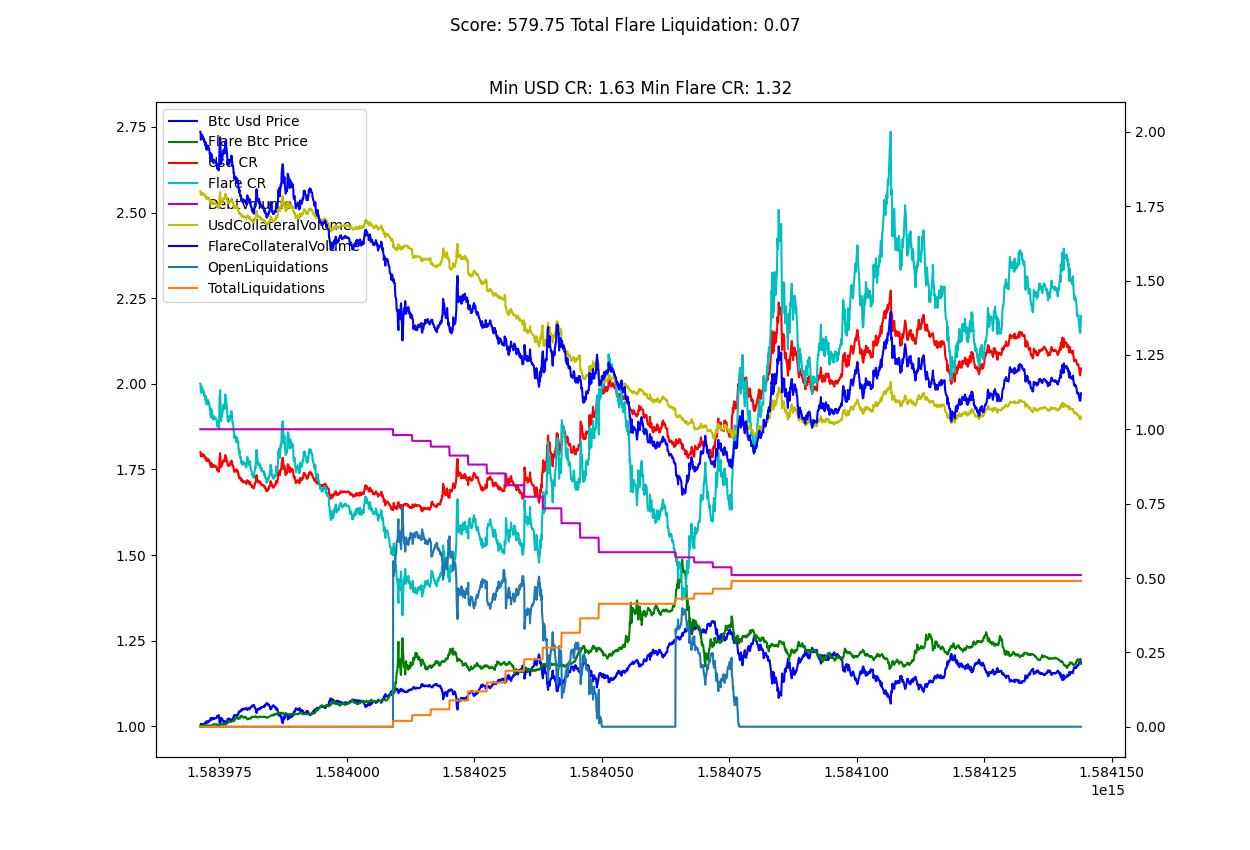 Score: 579.75 Total Flare Liquidation: 0.07
Min USD CR: 1.63 Min Flare CR: 1.32
Btc Usd Price
Flare Btc Price
Usd CR
Flare CR
DebtVolume
UsdCollateralVolume
FlareCollateralVolume
OpenLiquidations
TotalLiquidations
2.75
2.50
2.25
2.00
1.75
1.50
1.25
1.00
2.00
1.75
1.50
1.25
1.00
0.75
0.50
0.25
0.00
1.583975
1.584000
1.584025
1.584050
1.584075
1.584100
1.584125
1.584150
1e15